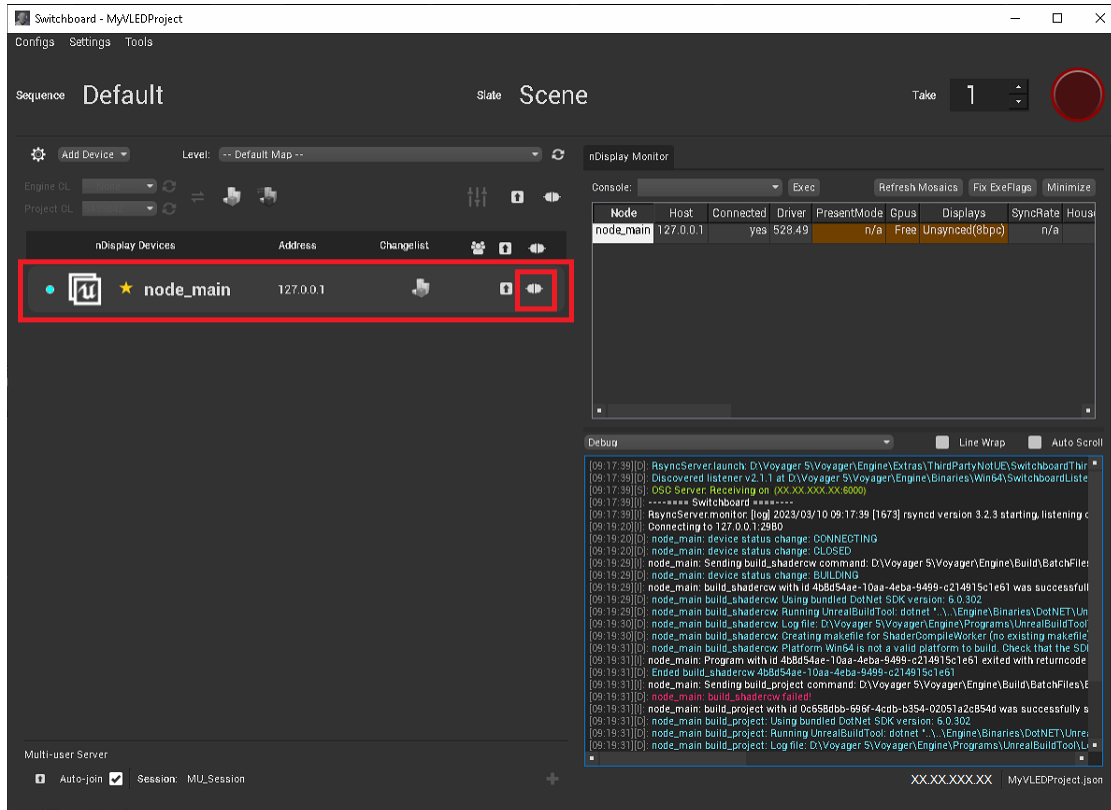 Switchboard - MyVLEDProject
Configs Settings Tools
Sequence Default Slate Scene Take 1
Add Device Level: -- Default Map --
Engine CL
Project CL
nDisplay Devices Address Changelist
node_main 127.0.0.1
Multi-user Server
Auto-join Session: MU_Session
nDisplay Monitor
Console: Exec Refresh Mosaics Fix ExeFlags Minimize
Node Host Connected Driver PresentMode Gpus Displays SyncRate Hous
node_main 127.0.0.1 yes 528.49 n/a Free Unsynced(8bpc) n/a
Debug Line Wrap Auto Scroll
[09:17:39][D]: RsyncServer.launch: D:\Voyager 5\Voyager\Engine\Extras\ThirdPartyNotUE\SwitchboardThir
[09:17:39][D]: Discovered listener v2.1.1 at D:\Voyager 5\Voyager\Engine\Binaries\Win64\SwitchboardListe
[09:17:39][S]: OSC Server: Receiving on (XX.XX.XXX.XX:6000)
[09:17:39][I]: ----==== Switchboard ====----
[09:17:39][I]: RsyncServer.monitor: [log] 2023/03/10 09:17:39 [1673] rsyncd version 3.2.3 starting, listening
[09:19:20][I]: Connecting to 127.0.0.1:2980
[09:19:20][D]: node_main: device status change: CONNECTING
[09:19:20][D]: node_main: device status change: CLOSED
[09:19:29][I]: node_main: Sending build_shadercw command: D:\Voyager 5\Voyager\Engine\Build\BatchFile
[09:19:29][D]: node_main: device status change: BUILDING
[09:19:29][I]: node_main: build_shadercw with id 4b8d54ae-10aa-4eba-9499-c214915c1e61 was successfull
[09:19:29][D]: node_main build_shadercw: Using bundled DotNet SDK version: 6.0.302
[09:19:29][D]: node_main build_shadercw: Running UnrealBuildTool: dotnet "..\..\Engine\Binaries\DotNET\Un
[09:19:30][D]: node_main build_shadercw: Log file: D:\Voyager 5\Voyager\Engine\Programs\UnrealBuildTool
[09:19:30][D]: node_main build_shadercw: Creating makefile for ShaderCompileWorker (no existing makefile)
[09:19:31][D]: node_main build_shadercw: Platform Win64 is not a valid platform to build. Check that the SD
[09:19:31][I]: node_main: Program with id 4b8d54ae-10aa-4eba-9499-c214915c1e61 exited with returncode
[09:19:31][D]: Ended build_shadercw 4b8d54ae-10aa-4eba-9499-c214915c1e61
[09:19:31][I]: node_main: Sending build_project command: D:\Voyager 5\Voyager\Engine\Build\BatchFiles\
[09:19:31][D]: node_main: build_shadercw failed!
[09:19:31][I]: node_main: build_project with id 0c658dbb-696f-4cdb-b354-02051a2c854d was successfully s
[09:19:31][D]: node_main build_project: Using bundled DotNet SDK version: 6.0.302
[09:19:31][D]: node_main build_project: Running UnrealBuildTool: dotnet "..\..\Engine\Binaries\DotNET\Unre
[09:19:31][D]: node_main build_project: Log file: D:\Voyager 5\Voyager\Engine\Programs\UnrealBuildTool\L
XX.XX.XXX.XX MyVLEDProject.json